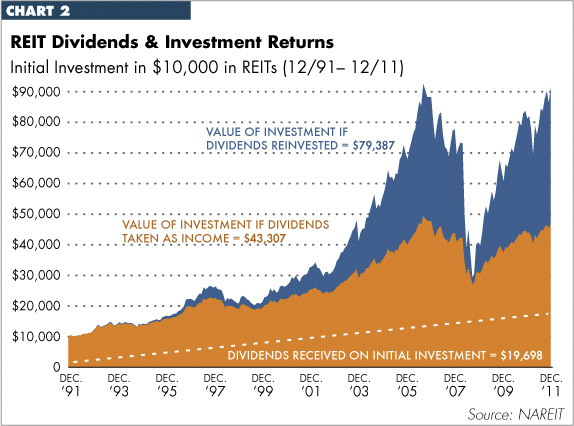 CHART 2
REIT Dividends & Investment Returns
Initial Investment in $10,000 in REITs (12/91– 12/11)
$90,000
$80,000
$70,000
$60,000
$50,000
$40,000
$30,000
$20,000
$10,000
0
VALUE OF INVESTMENT IF
DIVIDENDS REINVESTED = $79,387
VALUE OF INVESTMENT IF DIVIDENDS
TAKEN AS INCOME = $43,307
DIVIDENDS RECEIVED ON INITIAL INVESTMENT = $19,698
DEC. DEC. DEC. DEC. DEC. DEC. DEC. DEC. DEC. DEC. DEC.
'91 '93 '95 '97 '99 '01 '03 '05 '07 '09 '11
Source: NAREIT